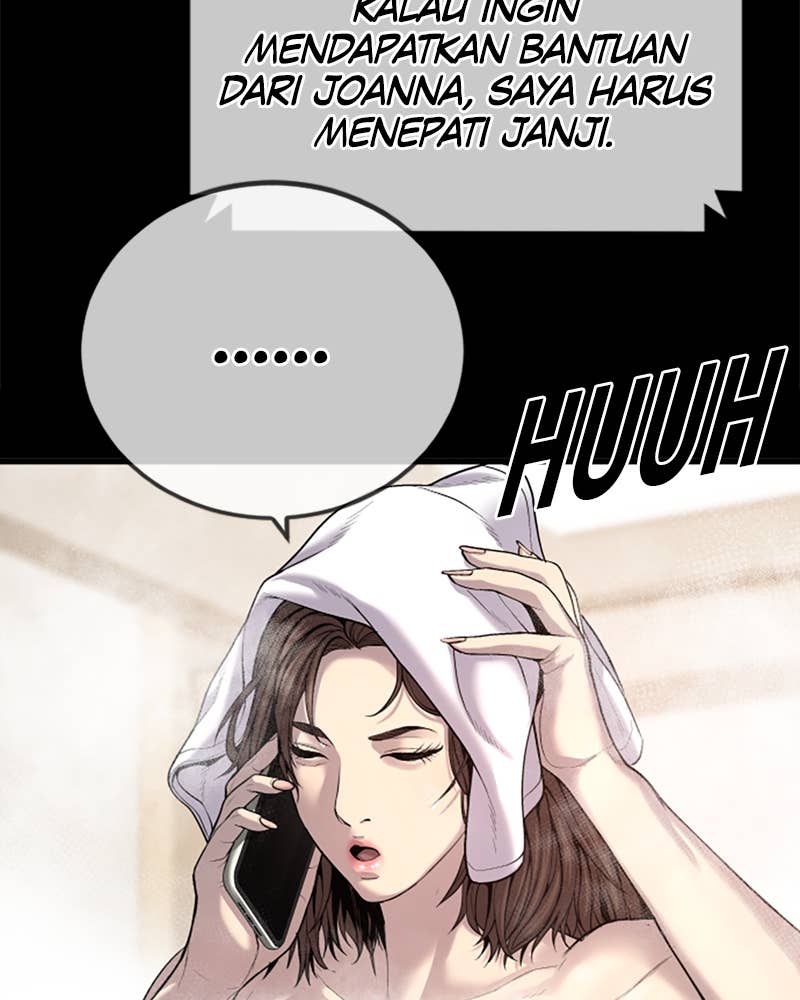 KALAU INGIN
MENDAPATKAN BANTUAN
DARI JOANNA, SAYA HARUS
MENEPATI JANJI.
......
HUUH